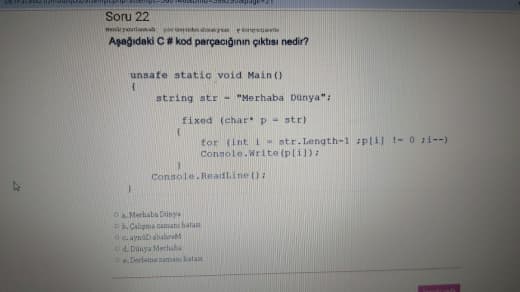 Soru 22
Aşağıdaki C# kod parçacığının çıktısı nedir?
unsafe static void Main()
{
string str = "Merhaba Dünya";
fixed (char* p = str)
{
for (int i = str.Length-1 ;p[i] != 0 ;i--)
Console.Write(p[i]);
}
Console.ReadLine();
}
a. Merhaba Dünya
b. Çalışma zamanı hatası
c. aynüD abahreM
d. Dünya Merhaba
e. Derleme zamanı hatası